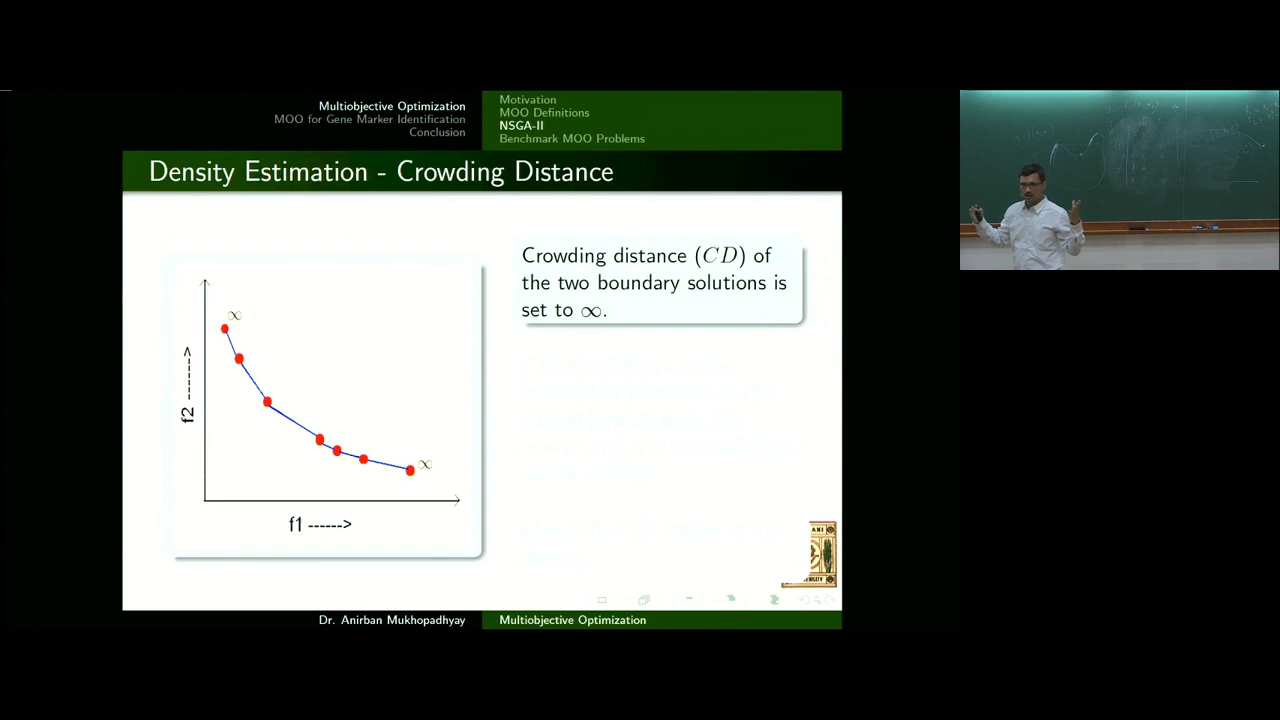 Multiobjective Optimization
MOO for Gene Marker Identification
Conclusion
Motivation
MOO Definitions
NSGA-II
Benchmark MOO Problems
Density Estimation - Crowding Distance
∞
∞
f2 ------>
f1 ------>
Crowding distance (CD) of
the two boundary solutions is
set to ∞.
Dr. Anirban Mukhopadhyay
Multiobjective Optimization